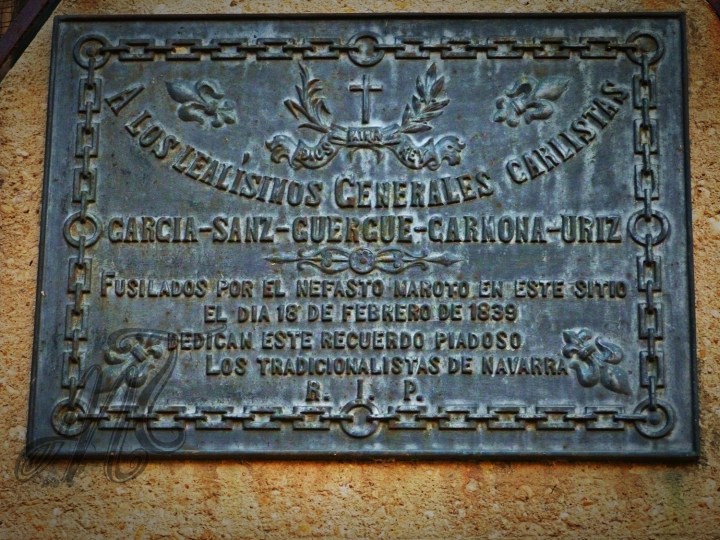 DIOS PATRIA REY
A LOS LEALÍSIMOS GENERALES CARLISTAS
GARCIA-SANZ-GUERGUE-CARMONA-URIZ
FUSILADOS POR EL NEFASTO MAROTO EN ESTE SITIO
EL DIA 18 DE FEBRERO DE 1839
DEDICAN ESTE RECUERDO PIADOSO
LOS TRADICIONALISTAS DE NAVARRA
R. I. P.